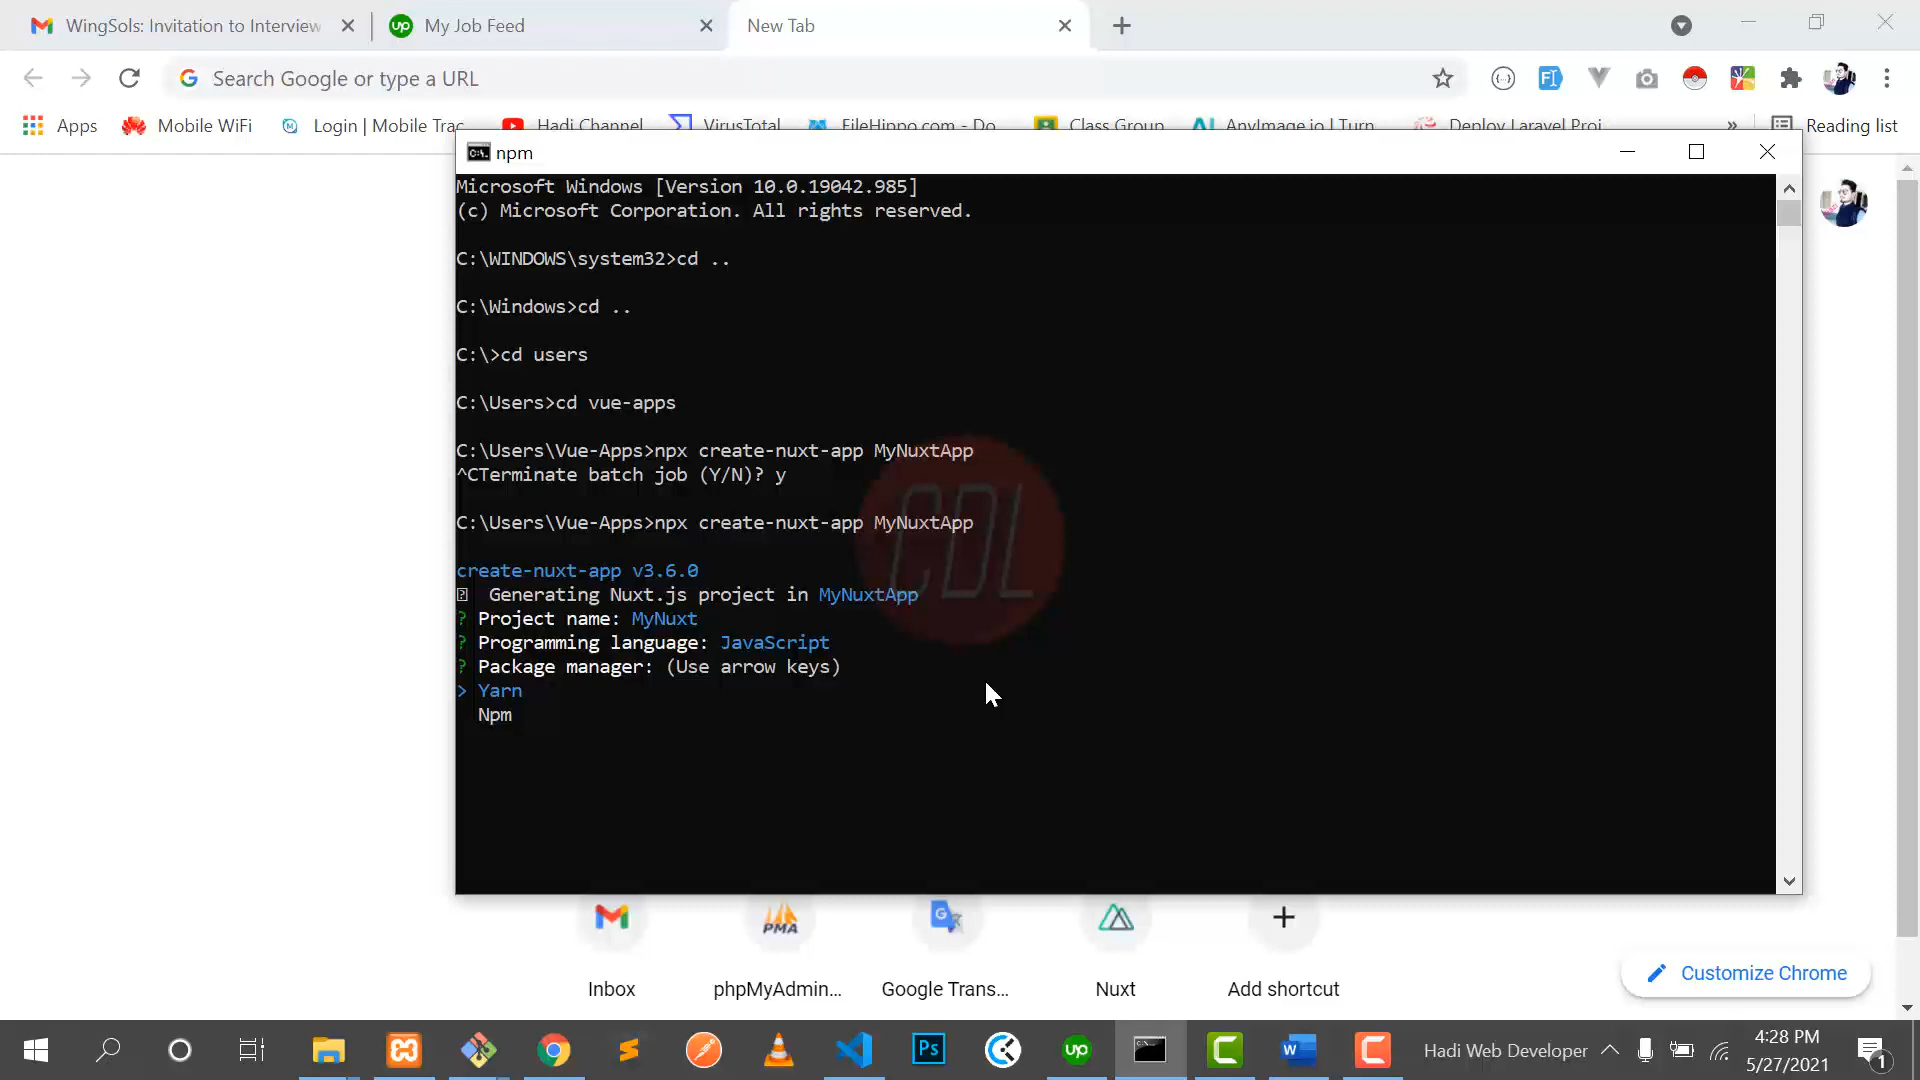 WingSols: Invitation to Interview
My Job Feed
New Tab
Search Google or type a URL
Apps
Mobile WiFi
Login | Mobile Trac
Hadi Channel
VirusTotal
FileHippo.com - Do
Class Group
AnyImage.io | Turn
Deploy Laravel Proj
»
Reading list
npm
Microsoft Windows [Version 10.0.19042.985]
(c) Microsoft Corporation. All rights reserved.
C:\WINDOWS\system32>cd ..
C:\Windows>cd ..
C:\>cd users
C:\Users>cd vue-apps
C:\Users\Vue-Apps>npx create-nuxt-app MyNuxtApp
^CTerminate batch job (Y/N)? y
C:\Users\Vue-Apps>npx create-nuxt-app MyNuxtApp
create-nuxt-app v3.6.0
Generating Nuxt.js project in MyNuxtApp
? Project name: MyNuxt
? Programming language: JavaScript
? Package manager: (Use arrow keys)
> Yarn
Npm
CDL
PMA
Inbox
phpMyAdmin...
Google Trans...
Nuxt
Add shortcut
Customize Chrome
Hadi Web Developer
4:28 PM
5/27/2021
1